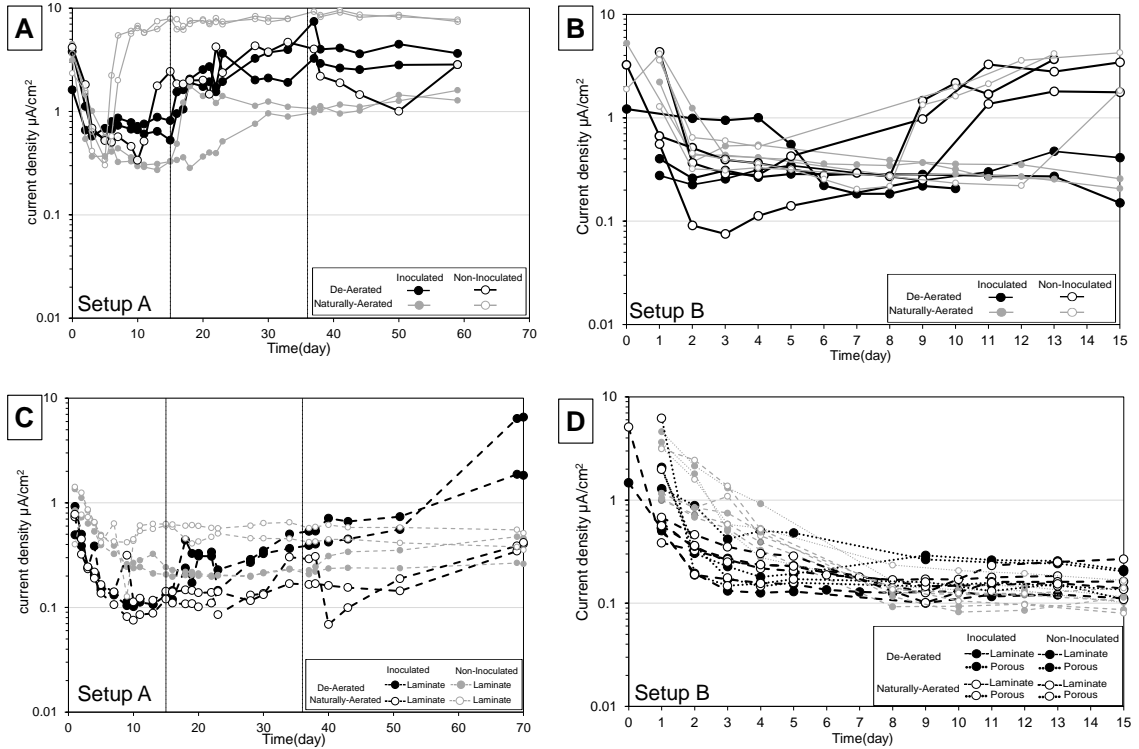 A
10
1
0.1
0.01
current density µA/cm2
0 10 20 30 40 50 60 70
Time(day)
Setup A
Inoculated Non-Inoculated
De-Aerated
Naturally-Aerated
B
10
1
0.1
0.01
Current density µA/cm2
0 1 2 3 4 5 6 7 8 9 10 11 12 13 14 15
Time(day)
Setup B
Inoculated Non-Inoculated
De-Aerated
Naturally-Aerated
C
10
1
0.1
0.01
current density µA/cm2
0 10 20 30 40 50 60 70
Time(day)
Setup A
Inoculated Non-Inoculated
De-Aerated Laminate Laminate
Naturally-Aerated Laminate Laminate
D
10
1
0.1
0.01
Current density µA/cm2
0 1 2 3 4 5 6 7 8 9 10 11 12 13 14 15
Time(day)
Setup B
Inoculated Non-Inoculated
Laminate Laminate
De-Aerated
Porous Porous
Laminate Laminate
Naturally-Aerated
Porous Porous